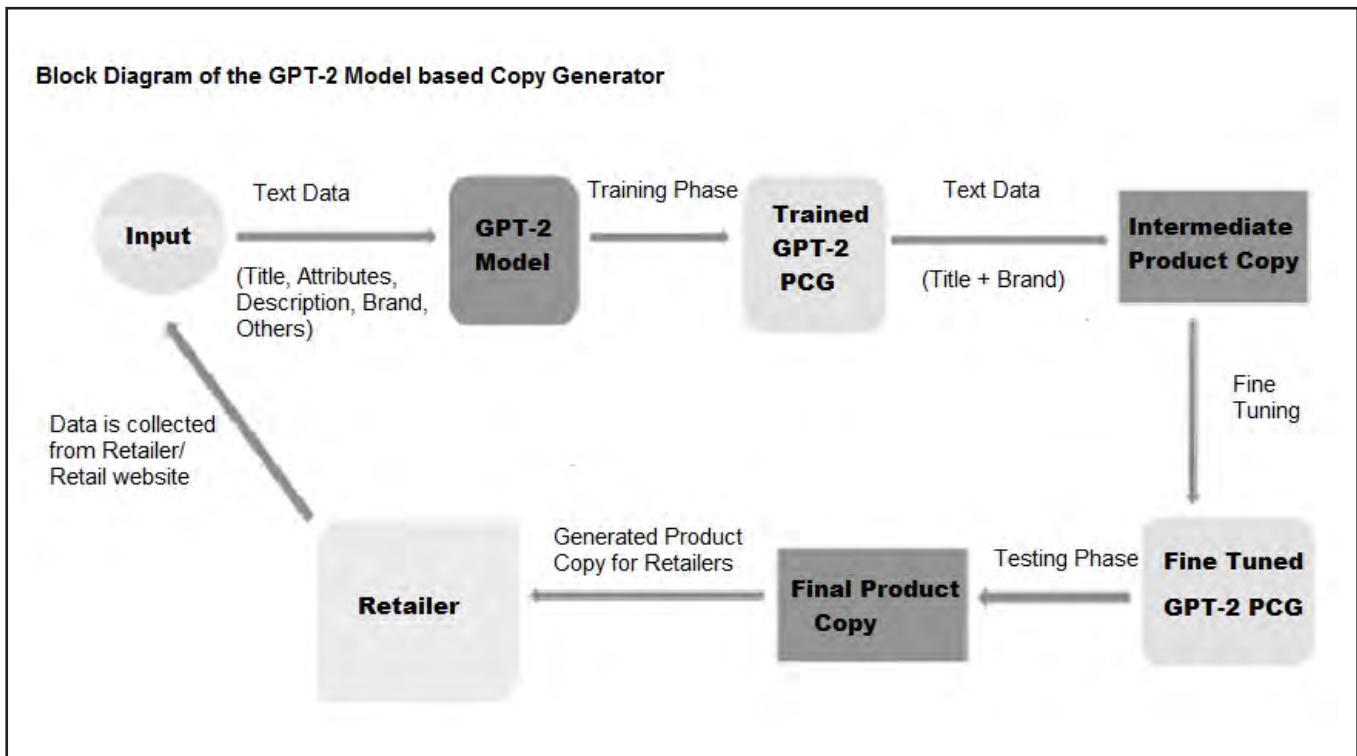 Block Diagram of the GPT-2 Model based Copy Generator
Input
Text Data
(Title, Attributes,
Description, Brand,
Others)
GPT-2
Model
Training Phase
Trained
GPT-2
PCG
Text Data
(Title + Brand)
Intermediate
Product Copy
Fine
Tuning
Fine Tuned
GPT-2 PCG
Testing Phase
Final Product
Copy
Generated Product
Copy for Retailers
Retailer
Data is collected
from Retailer/
Retail website